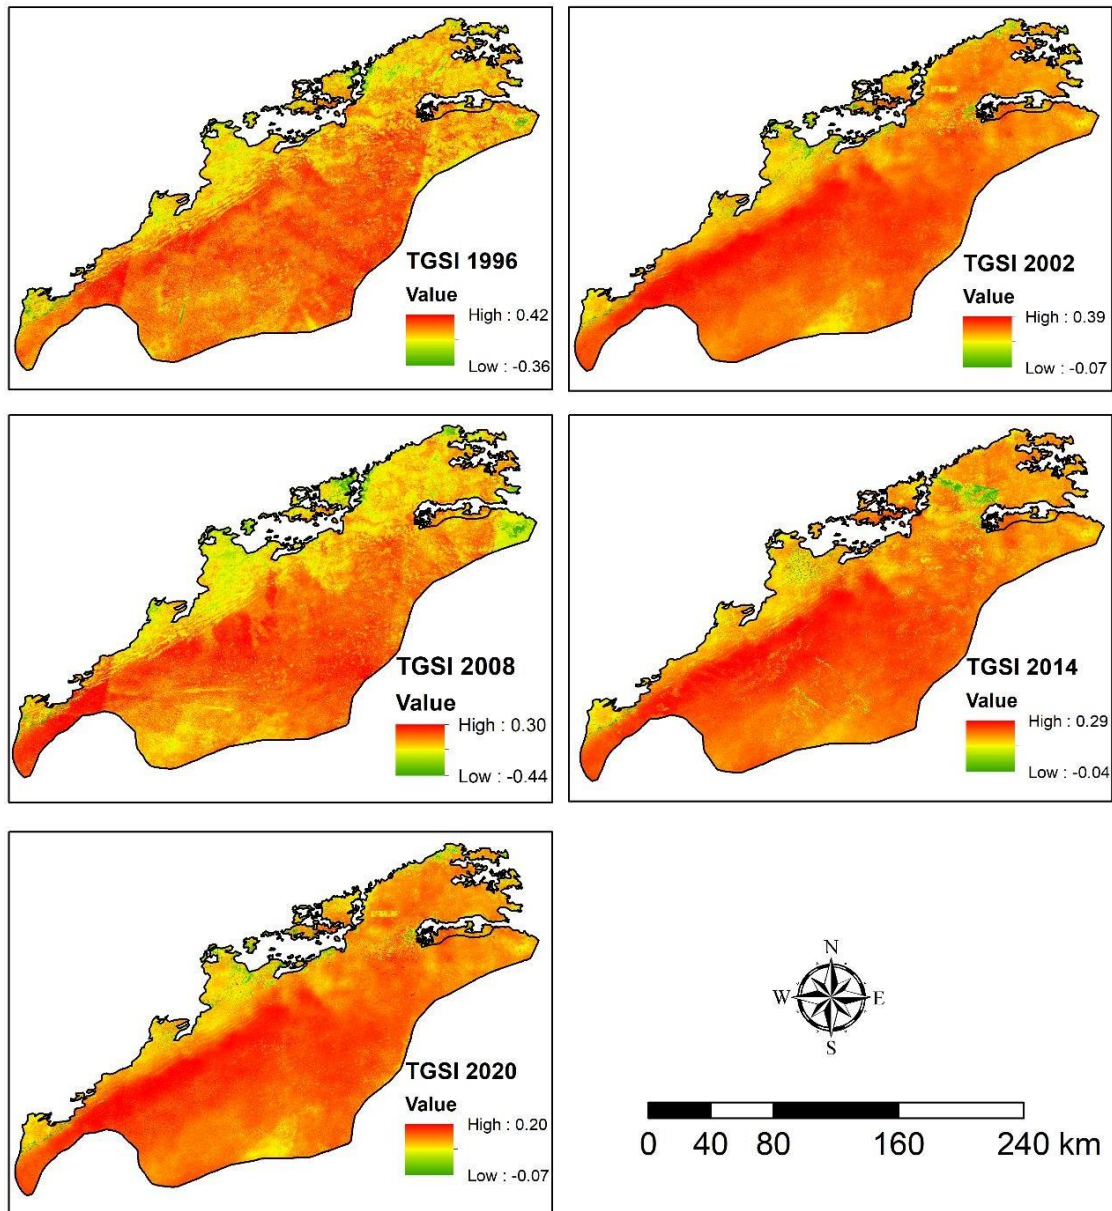 TGSI 1996
Value
High : 0.42
Low : -0.36
TGSI 2002
Value
High : 0.39
Low : -0.07
TGSI 2008
Value
High : 0.30
Low : -0.44
TGSI 2014
Value
High : 0.29
Low : -0.04
TGSI 2020
Value
High : 0.20
Low : -0.07
N
W E
S
0 40 80 160 240 km